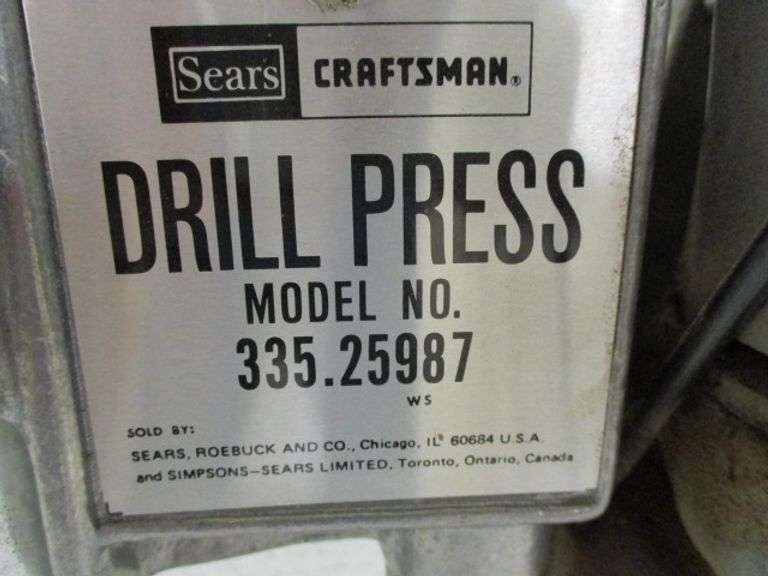 Sears CRAFTSMAN®
DRILL PRESS
MODEL NO.
335.25987
WS
SOLD BY:
SEARS, ROEBUCK AND CO., Chicago, IL 60684 U.S.A.
and SIMPSONS-SEARS LIMITED, Toronto, Ontario, Canada